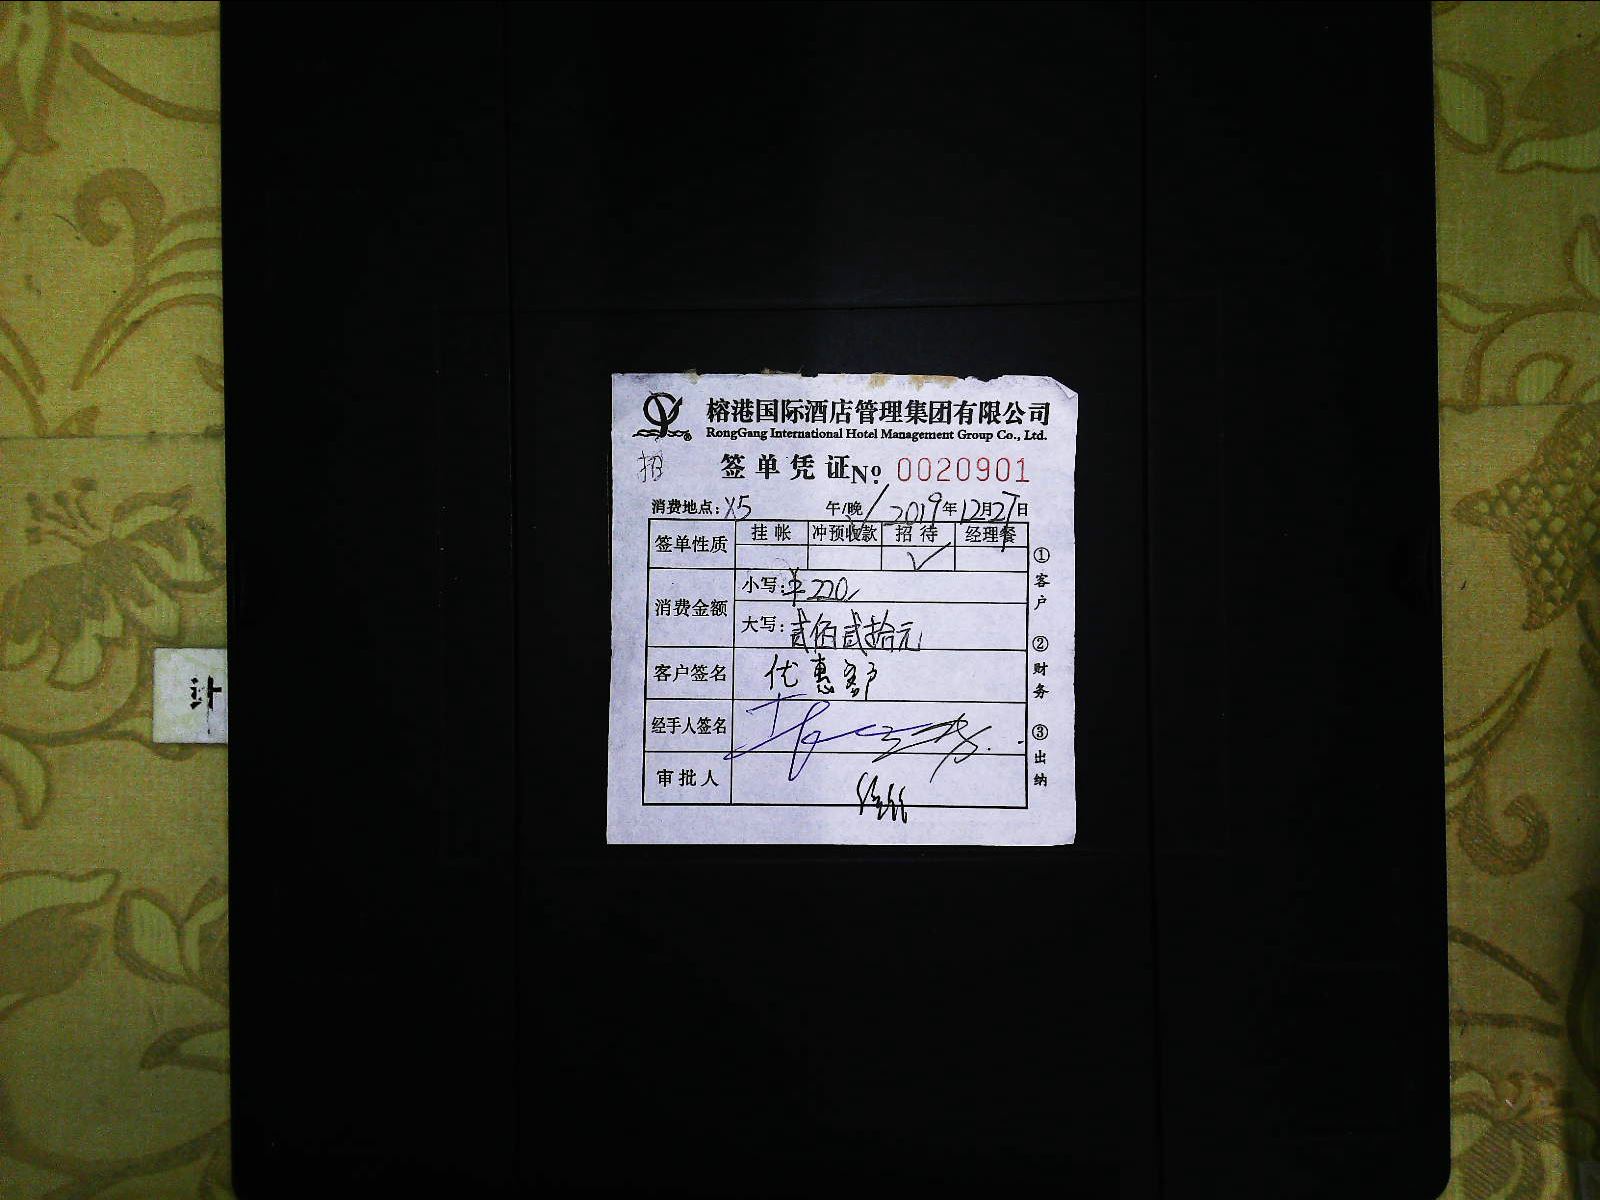 榕港国际酒店管理集团有限公司
RongGang International Hotel Management Group Co., Ltd.
招 签单凭证 No: 0020901
消费地点: X5 午/晚 ✓ 2019年12月27日
签单性质 挂帐 冲预收款 招待 经理餐
✓
消费金额 小写: ¥220/
大写: 贰佰贰拾元
客户签名 优惠客户
经手人签名
审批人
①客户 ②财务 ③出纳
计